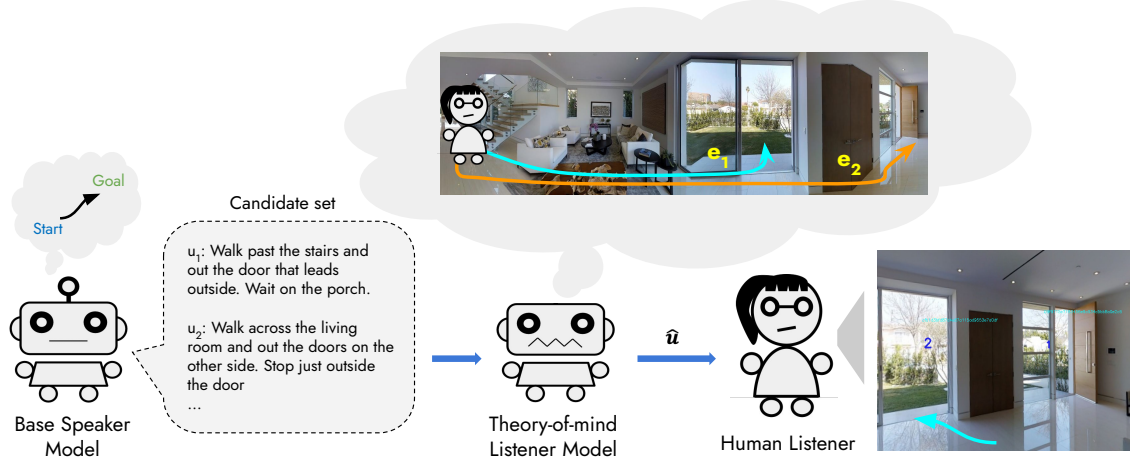 Goal
Start
Candidate set
u1: Walk past the stairs and
out the door that leads
outside. Wait on the porch.
u2: Walk across the living
room and out the doors on the
other side. Stop just outside
the door
...
e1
e2
û
2
Base Speaker
Model
Theory-of-mind
Listener Model
Human Listener